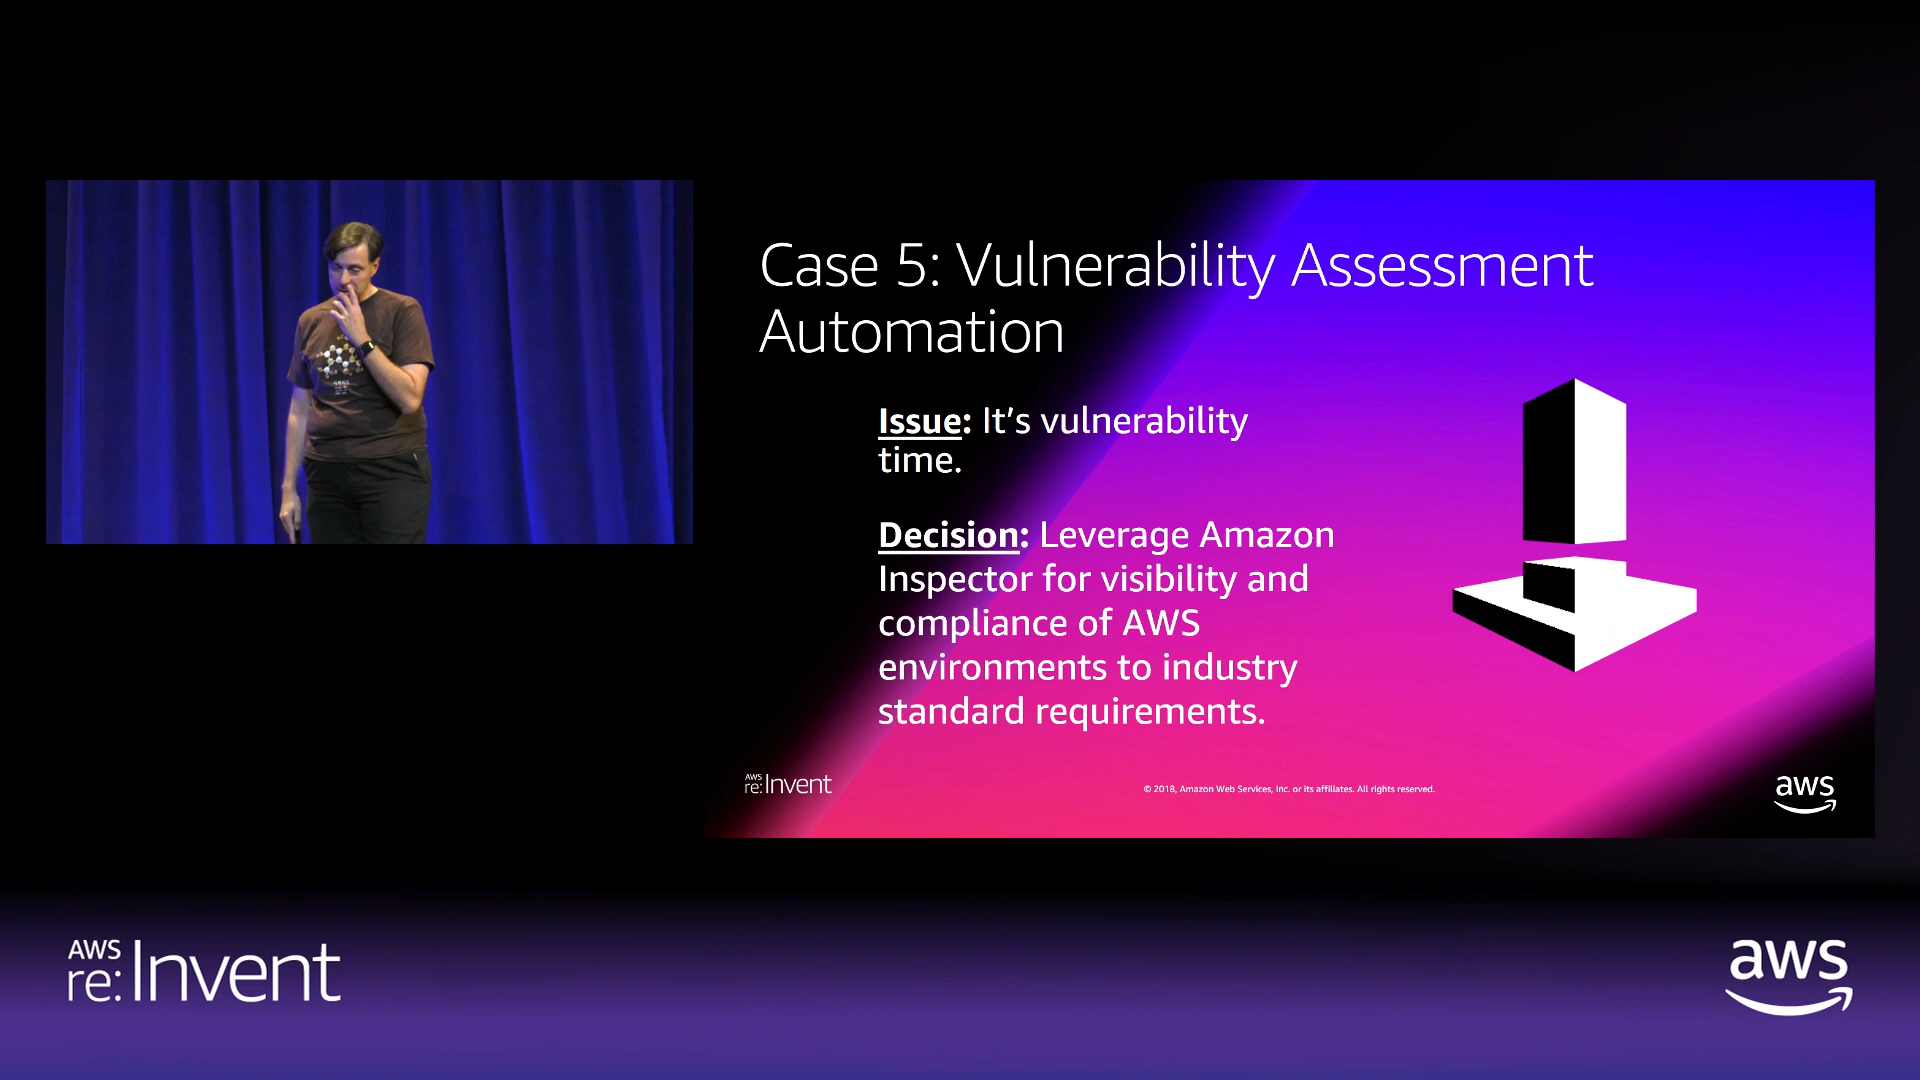 Case 5: Vulnerability Assessment
Automation
Issue: It’s vulnerability
time.
Decision: Leverage Amazon
Inspector for visibility and
compliance of AWS
environments to industry
standard requirements.
AWS
re:Invent
© 2018, Amazon Web Services, Inc. or its affiliates. All rights reserved.
aws
AWS
re:Invent
aws